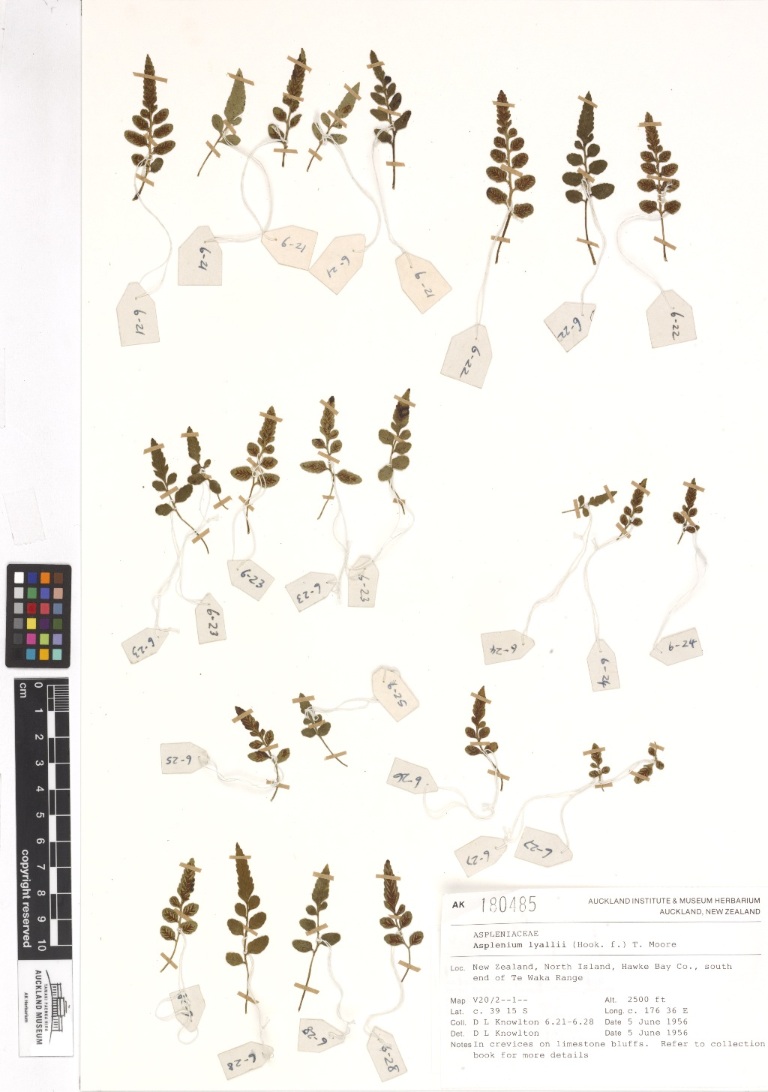 6-21
6-21
6-21
6-21
6-21
6-22
6-22
6-22
6-23
6-23
6-23
6-23
6-23
6-24
6-24
6-24
6-25
6-25
6-26
6-27
6-27
6-28
6-28
6-28
cm
0
1
2
3
4
5
6
7
8
9
10
copyright reserved
AUCKLAND MUSEUM
AK Herbarium
AK 180485
AUCKLAND INSTITUTE & MUSEUM HERBARIUM
AUCKLAND, NEW ZEALAND
ASPLENIACEAE
Asplenium lyallii (Hook. f.) T. Moore
Loc. New Zealand, North Island, Hawke Bay Co., south
end of Te Waka Range
Map V20/2--1-- Alt. 2500 ft
Lat. c. 39 15 S Long. c. 176 36 E
Coll. D L Knowlton 6.21-6.28 Date 5 June 1956
Det. D L Knowlton Date 5 June 1956
Notes In crevices on limestone bluffs. Refer to collection
book for more details